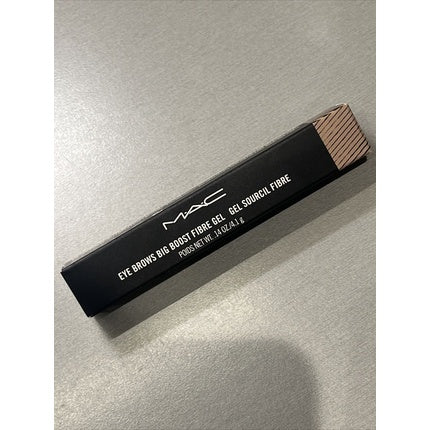 MAC
EYE BROWS BIG BOOST FIBRE GEL GEL SOURCIL FIBRE
POIDS NET WT. .14 OZ/4.1 g